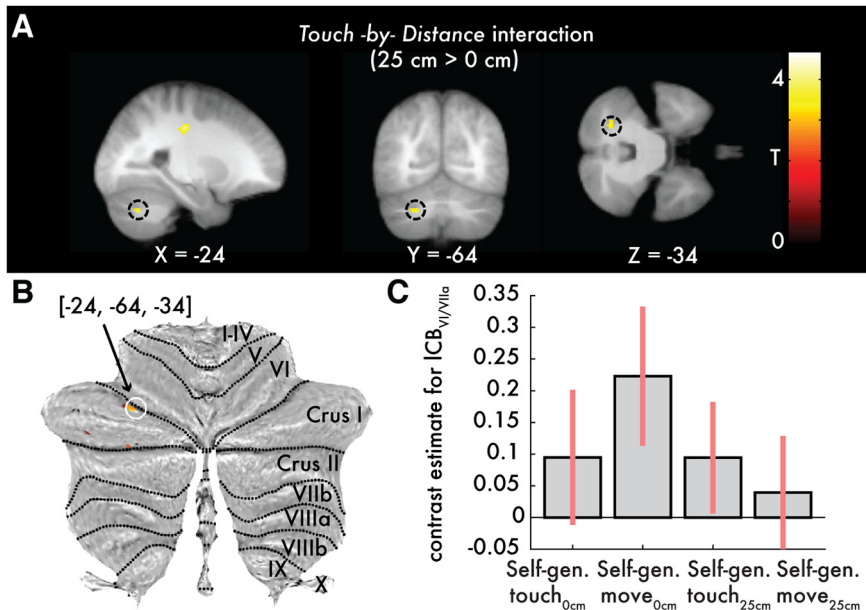 A
Touch -by- Distance interaction
(25 cm > 0 cm)
4
T
0
X = -24
Y = -64
Z = -34
B
[-24, -64, -34]
I-IV
V
VI
Crus I
Crus II
VIIb
VIIIa
VIIIb
IX
X
C
contrast estimate for ICB VI/VIIa
0.35
0.3
0.25
0.2
0.15
0.1
0.05
0
-0.05
Self-gen. Self-gen. Self-gen. Self-gen.
touch0cm move0cm touch25cm move25cm